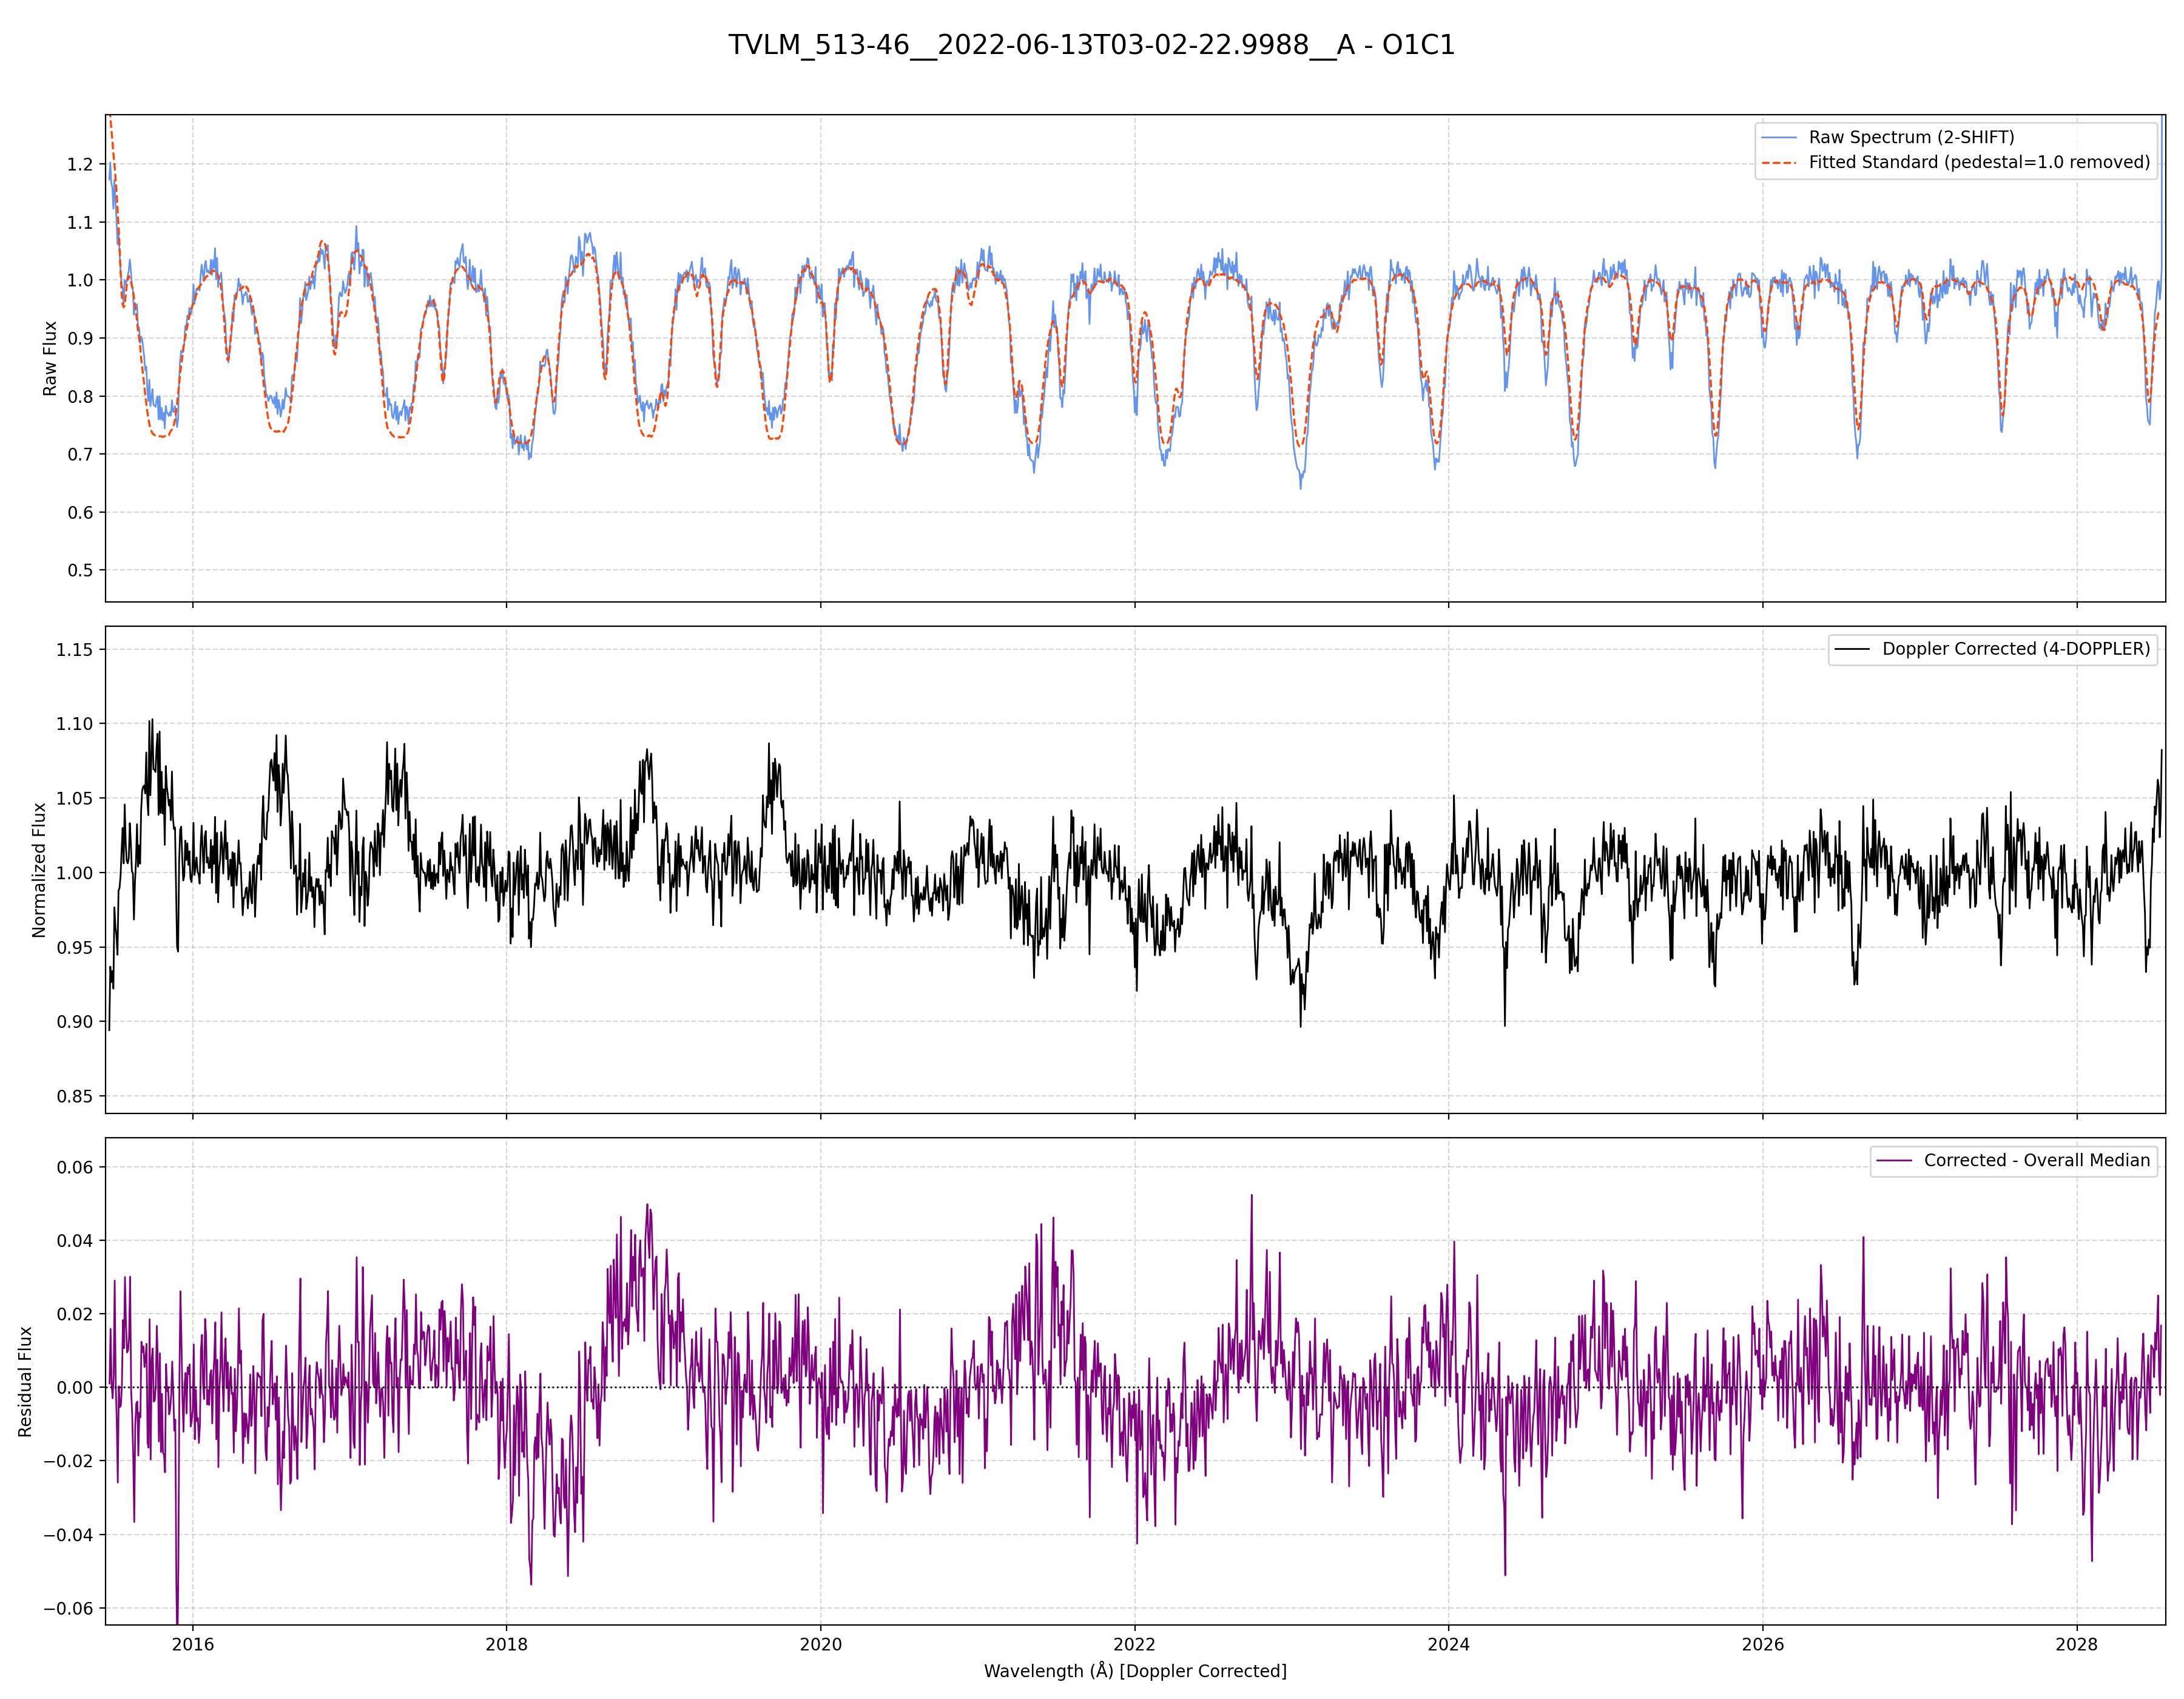 TVLM_513-46__2022-06-13T03-02-22.9988__A - O1C1
Raw Spectrum (2-SHIFT)
Fitted Standard (pedestal=1.0 removed)
1.2
1.1
1.0
0.9
0.8
0.7
0.6
0.5
Raw Flux
Doppler Corrected (4-DOPPLER)
1.15
1.10
1.05
1.00
0.95
0.90
0.85
Normalized Flux
Corrected - Overall Median
0.06
0.04
0.02
0.00
−0.02
−0.04
−0.06
Residual Flux
2016 2018 2020 2022 2024 2026 2028
Wavelength (Å) [Doppler Corrected]